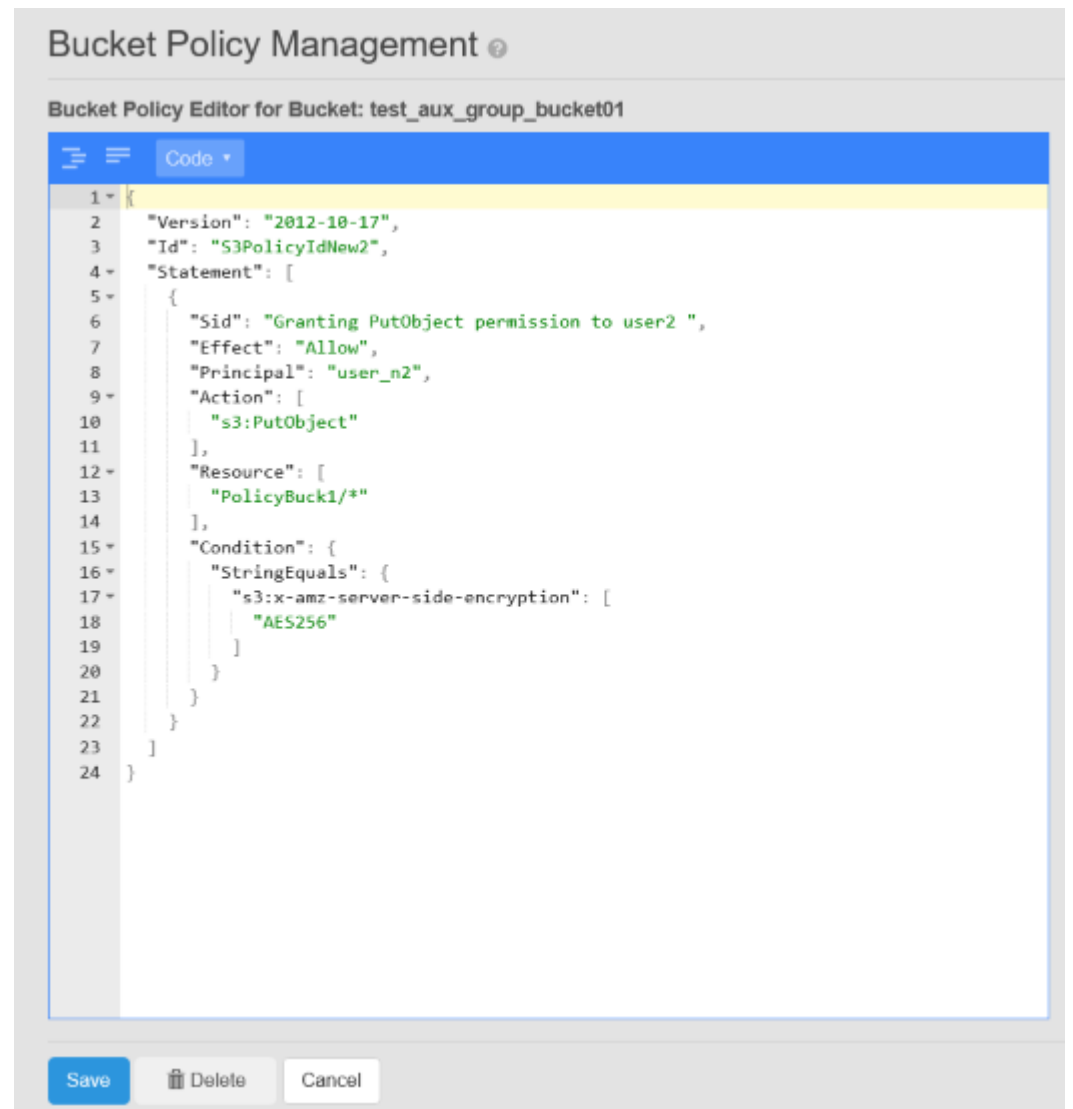 Bucket Policy Management
Bucket Policy Editor for Bucket: test_aux_group_bucket01
Code
1 {
2 "Version": "2012-10-17",
3 "Id": "S3PolicyIdNew2",
4 "Statement": [
5 {
6 "Sid": "Granting PutObject permission to user2 ",
7 "Effect": "Allow",
8 "Principal": "user_n2",
9 "Action": [
10 "s3:PutObject"
11 ],
12 "Resource": [
13 "PolicyBuck1/*"
14 ],
15 "Condition": {
16 "StringEquals": {
17 "s3:x-amz-server-side-encryption": [
18 "AES256"
19 ]
20 }
21 }
22 }
23 ]
24 }
Save Delete Cancel